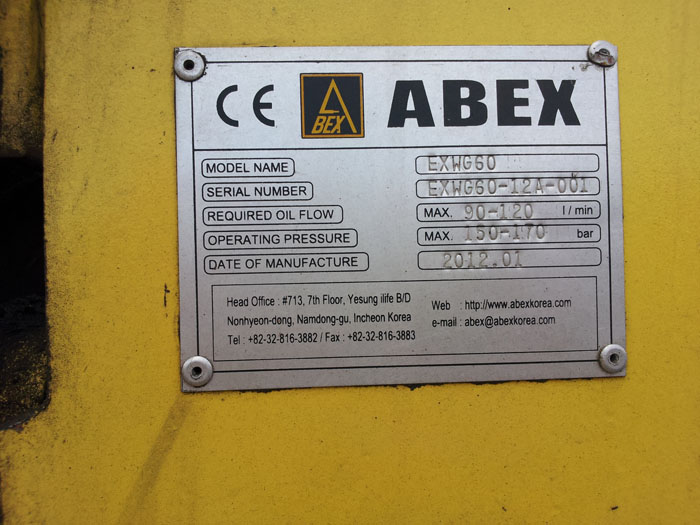 CE BEX ABEX
MODEL NAME EXWG60
SERIAL NUMBER EXWG60-12A-001
REQUIRED OIL FLOW MAX. 90-120 l / min
OPERATING PRESSURE MAX. 150-170 bar
DATE OF MANUFACTURE 2012.01
Head Office : #713, 7th Floor, Yesung ilife B/D
Nonhyeon-dong, Namdong-gu, Incheon Korea
Tel : +82-32-816-3882 / Fax : +82-32-816-3883
Web : http://www.abexkorea.com
e-mail : abex@abexkorea.com